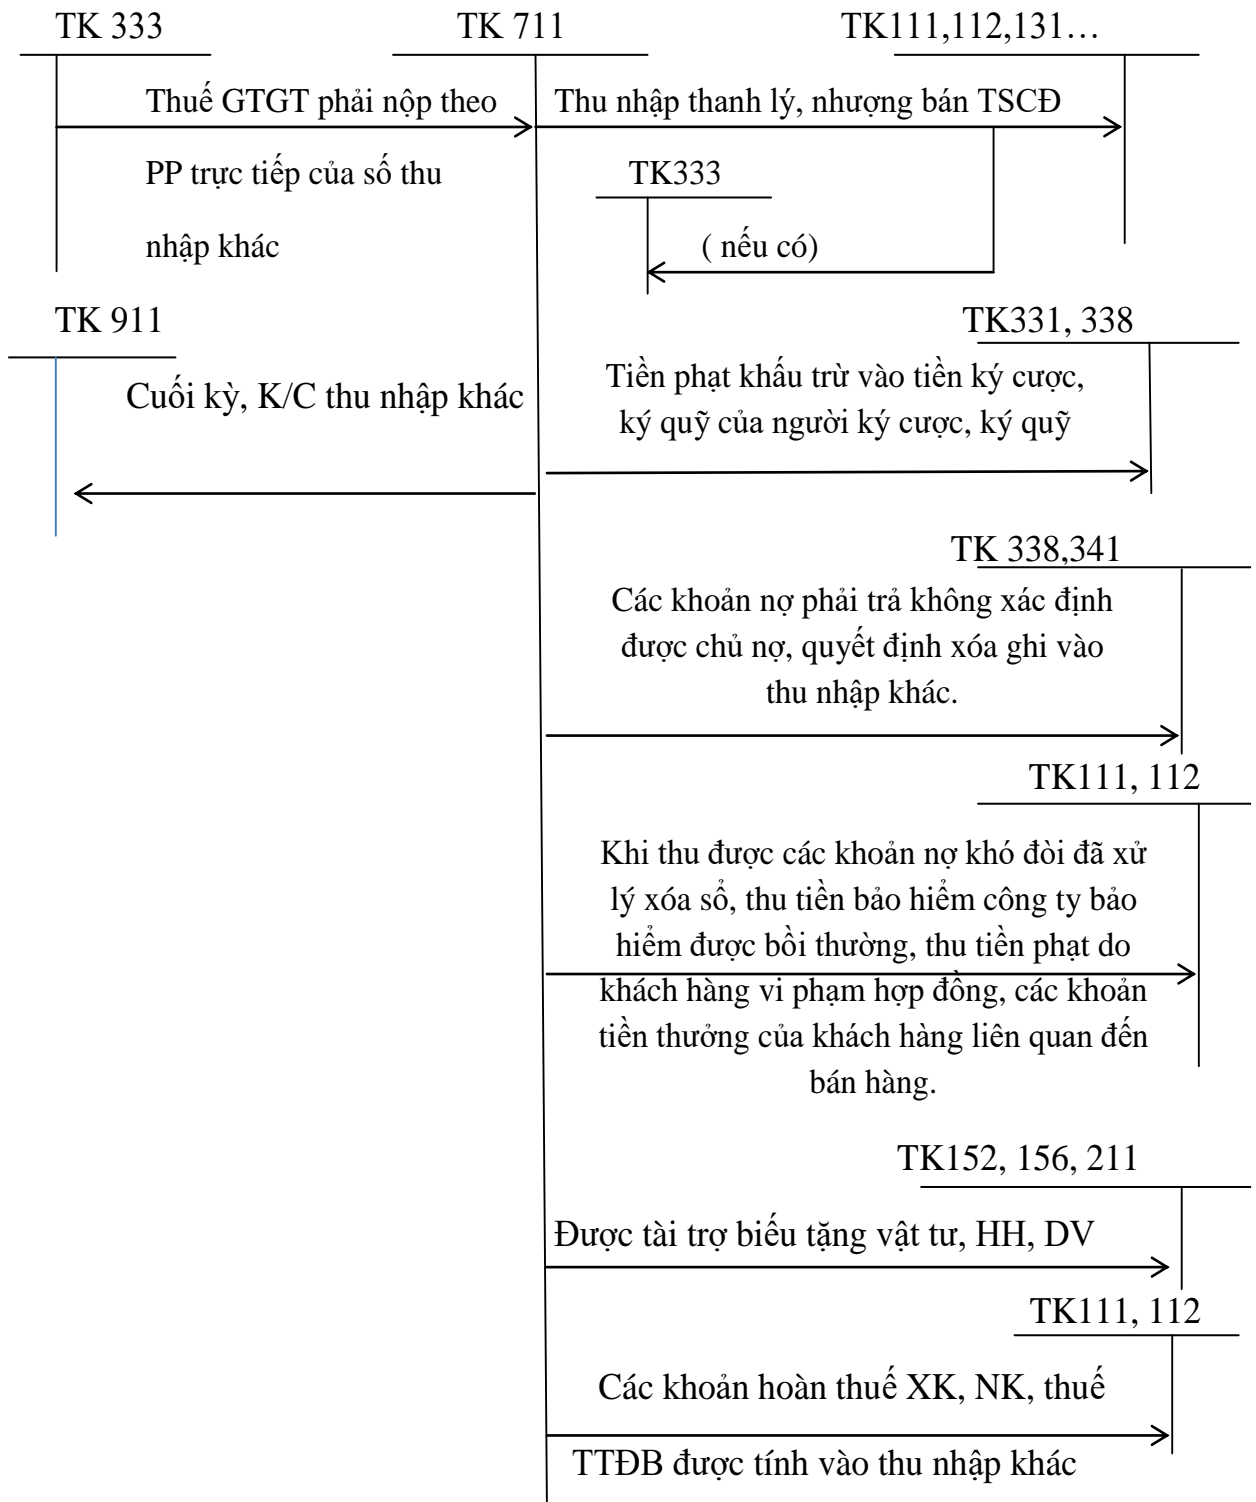 TK 333
TK 711
TK111,112,131…
Thuế GTGT phải nộp theo
PP trực tiếp của số thu
nhập khác
Thu nhập thanh lý, nhượng bán TSCĐ
TK333
( nếu có)
TK 911
Cuối kỳ, K/C thu nhập khác
TK331, 338
Tiền phạt khấu trừ vào tiền ký cược,
ký quỹ của người ký cược, ký quỹ
TK 338,341
Các khoản nợ phải trả không xác định
được chủ nợ, quyết định xóa ghi vào
thu nhập khác.
TK111, 112
Khi thu được các khoản nợ khó đòi đã xử
lý xóa sổ, thu tiền bảo hiểm công ty bảo
hiểm được bồi thường, thu tiền phạt do
khách hàng vi phạm hợp đồng, các khoản
tiền thưởng của khách hàng liên quan đến
bán hàng.
TK152, 156, 211
Được tài trợ biếu tặng vật tư, HH, DV
TK111, 112
Các khoản hoàn thuế XK, NK, thuế
TTĐB được tính vào thu nhập khác